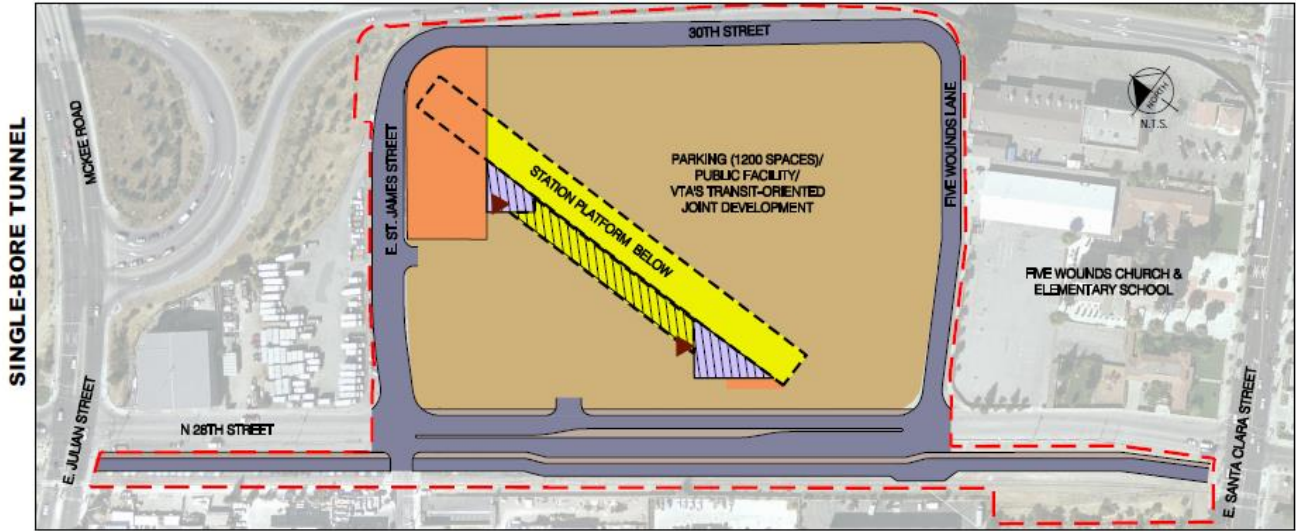 SINGLE-BORE TUNNEL
30TH STREET
MCKEE ROAD
NORTH
N.T.S.
E. ST. JAMES STREET
STATION PLATFORM BELOW
PARKING (1200 SPACES)/
PUBLIC FACILITY/
VTA'S TRANSIT-ORIENTED
JOINT DEVELOPMENT
FIVE WOUNDS LANE
FIVE WOUNDS CHURCH &
ELEMENTARY SCHOOL
E. JULIAN STREET
N 28TH STREET
E. SANTA CLARA STREET